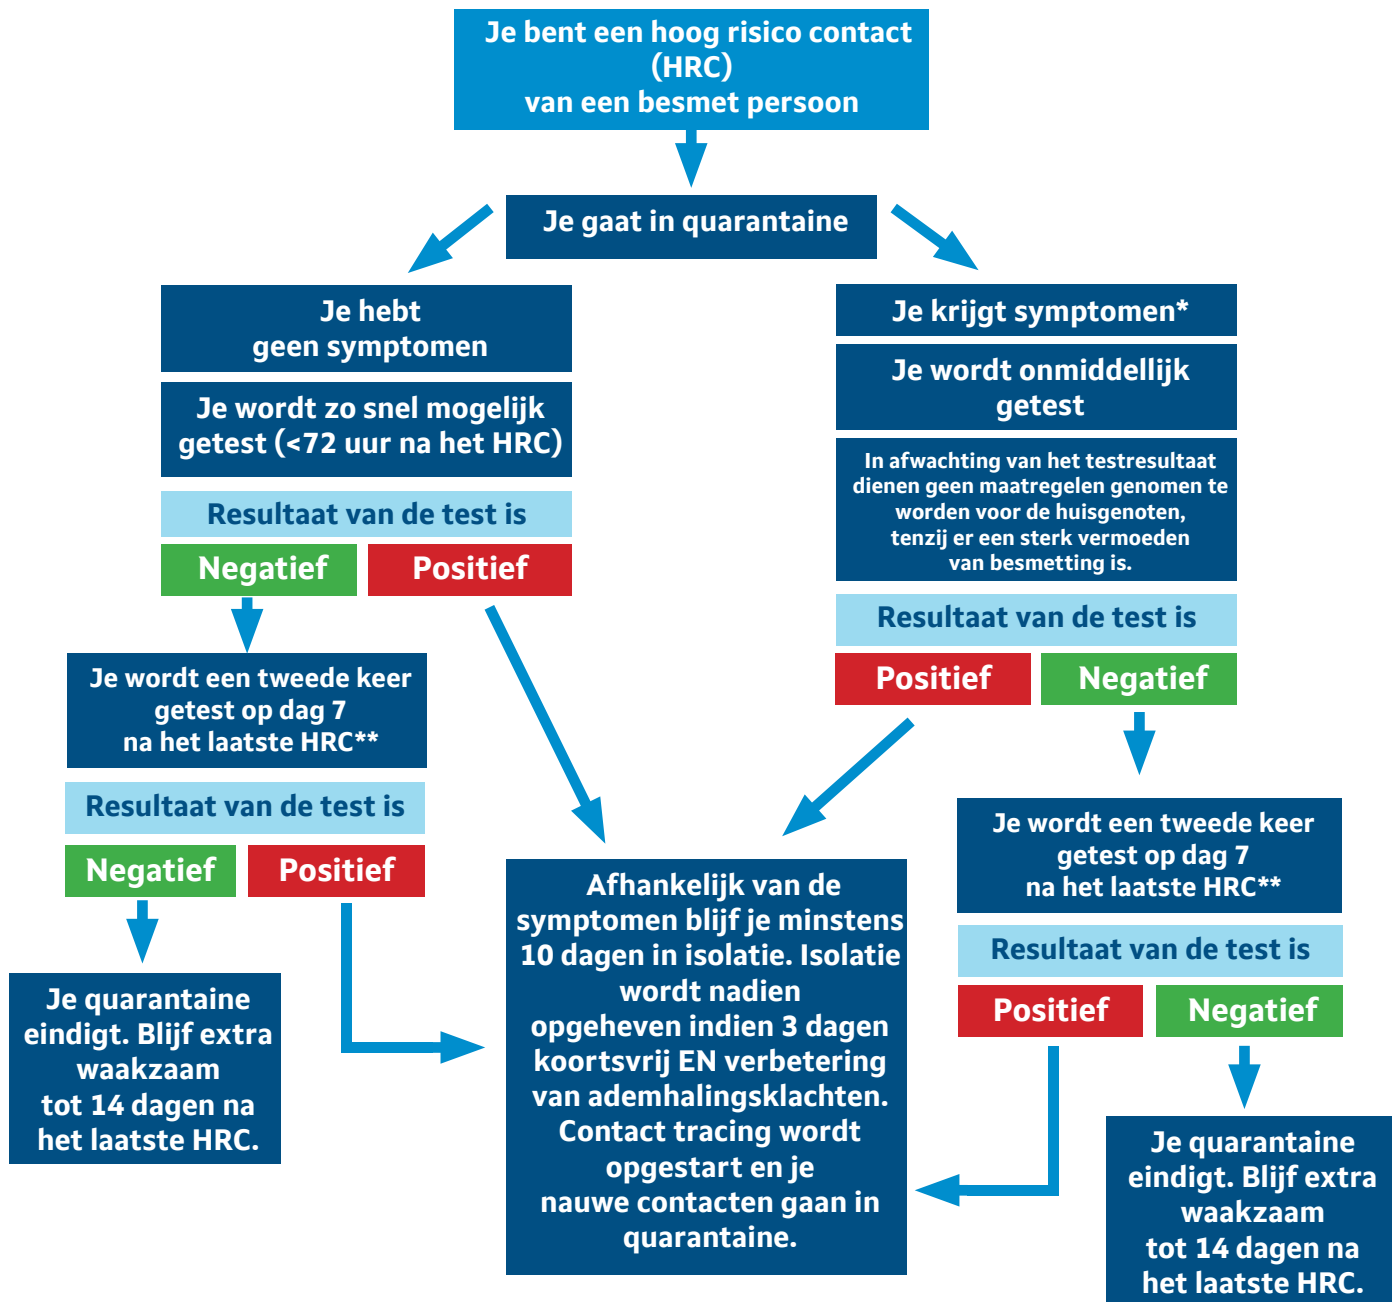 Je bent een hoog risico contact
(HRC)
van een besmet persoon
Je gaat in quarantaine
Je hebt
geen symptomen
Je wordt zo snel mogelijk
getest (<72 uur na het HRC)
Resultaat van de test is
Negatief
Positief
Je wordt een tweede keer
getest op dag 7
na het laatste HRC**
Resultaat van de test is
Negatief
Positief
Je quarantaine
eindigt. Blijf extra
waakzaam
tot 14 dagen na
het laatste HRC.
Je krijgt symptomen*
Je wordt onmiddellijk
getest
In afwachting van het testresultaat
dienen geen maatregelen genomen te
worden voor de huisgenoten,
tenzij er een sterk vermoeden
van besmetting is.
Resultaat van de test is
Positief
Negatief
Afhankelijk van de
symptomen blijf je minstens
10 dagen in isolatie. Isolatie
wordt nadien
opgeheven indien 3 dagen
koortsvrij EN verbetering
van ademhalingsklachten.
Contact tracing wordt
opgestart en je
nauwe contacten gaan in
quarantaine.
Je wordt een tweede keer
getest op dag 7
na het laatste HRC**
Resultaat van de test is
Positief
Negatief
Je quarantaine
eindigt. Blijf extra
waakzaam
tot 14 dagen na
het laatste HRC.